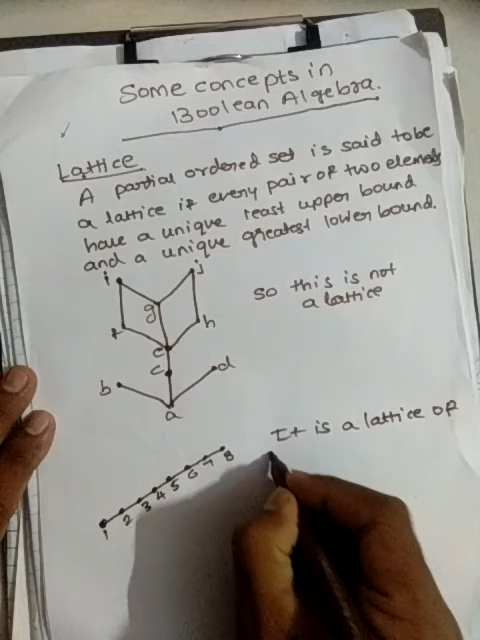 Some concepts in
Boolean Algebra.
Lattice
A partial ordered set is said to be
a lattice if every pair of two elements
have a unique least upper bound
and a unique greatest lower bound.
i
j
g
f
h
e
c
b
d
a
so this is not
a lattice
It is a lattice of
1 2 3 4 5 6 7 8